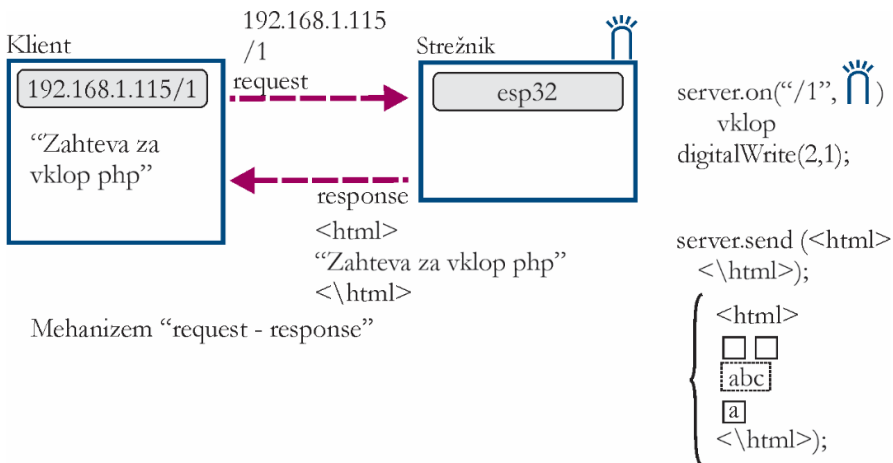 Klient
192.168.1.115/1
“Zahteva za
vklop php”
192.168.1.115
/1
request
response
<html>
“Zahteva za vklop php”
<\html>
Mehanizem “request - response”
Strežnik
esp32
server.on(“/1”, )
vklop
digitalWrite(2,1);
server.send (<html>
<\html>);
<html>
abc
a
<\html>);